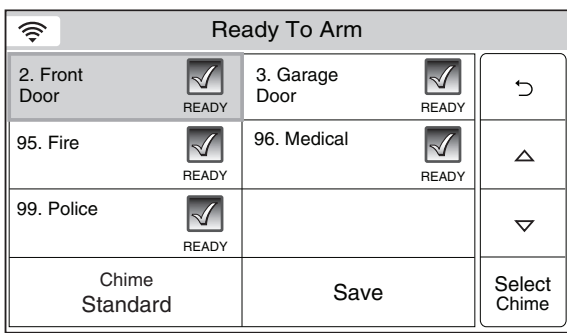 Ready To Arm
2. Front
Door
READY
3. Garage
Door
READY
95. Fire
READY
96. Medical
READY
99. Police
READY
Chime
Standard
Save
Select
Chime